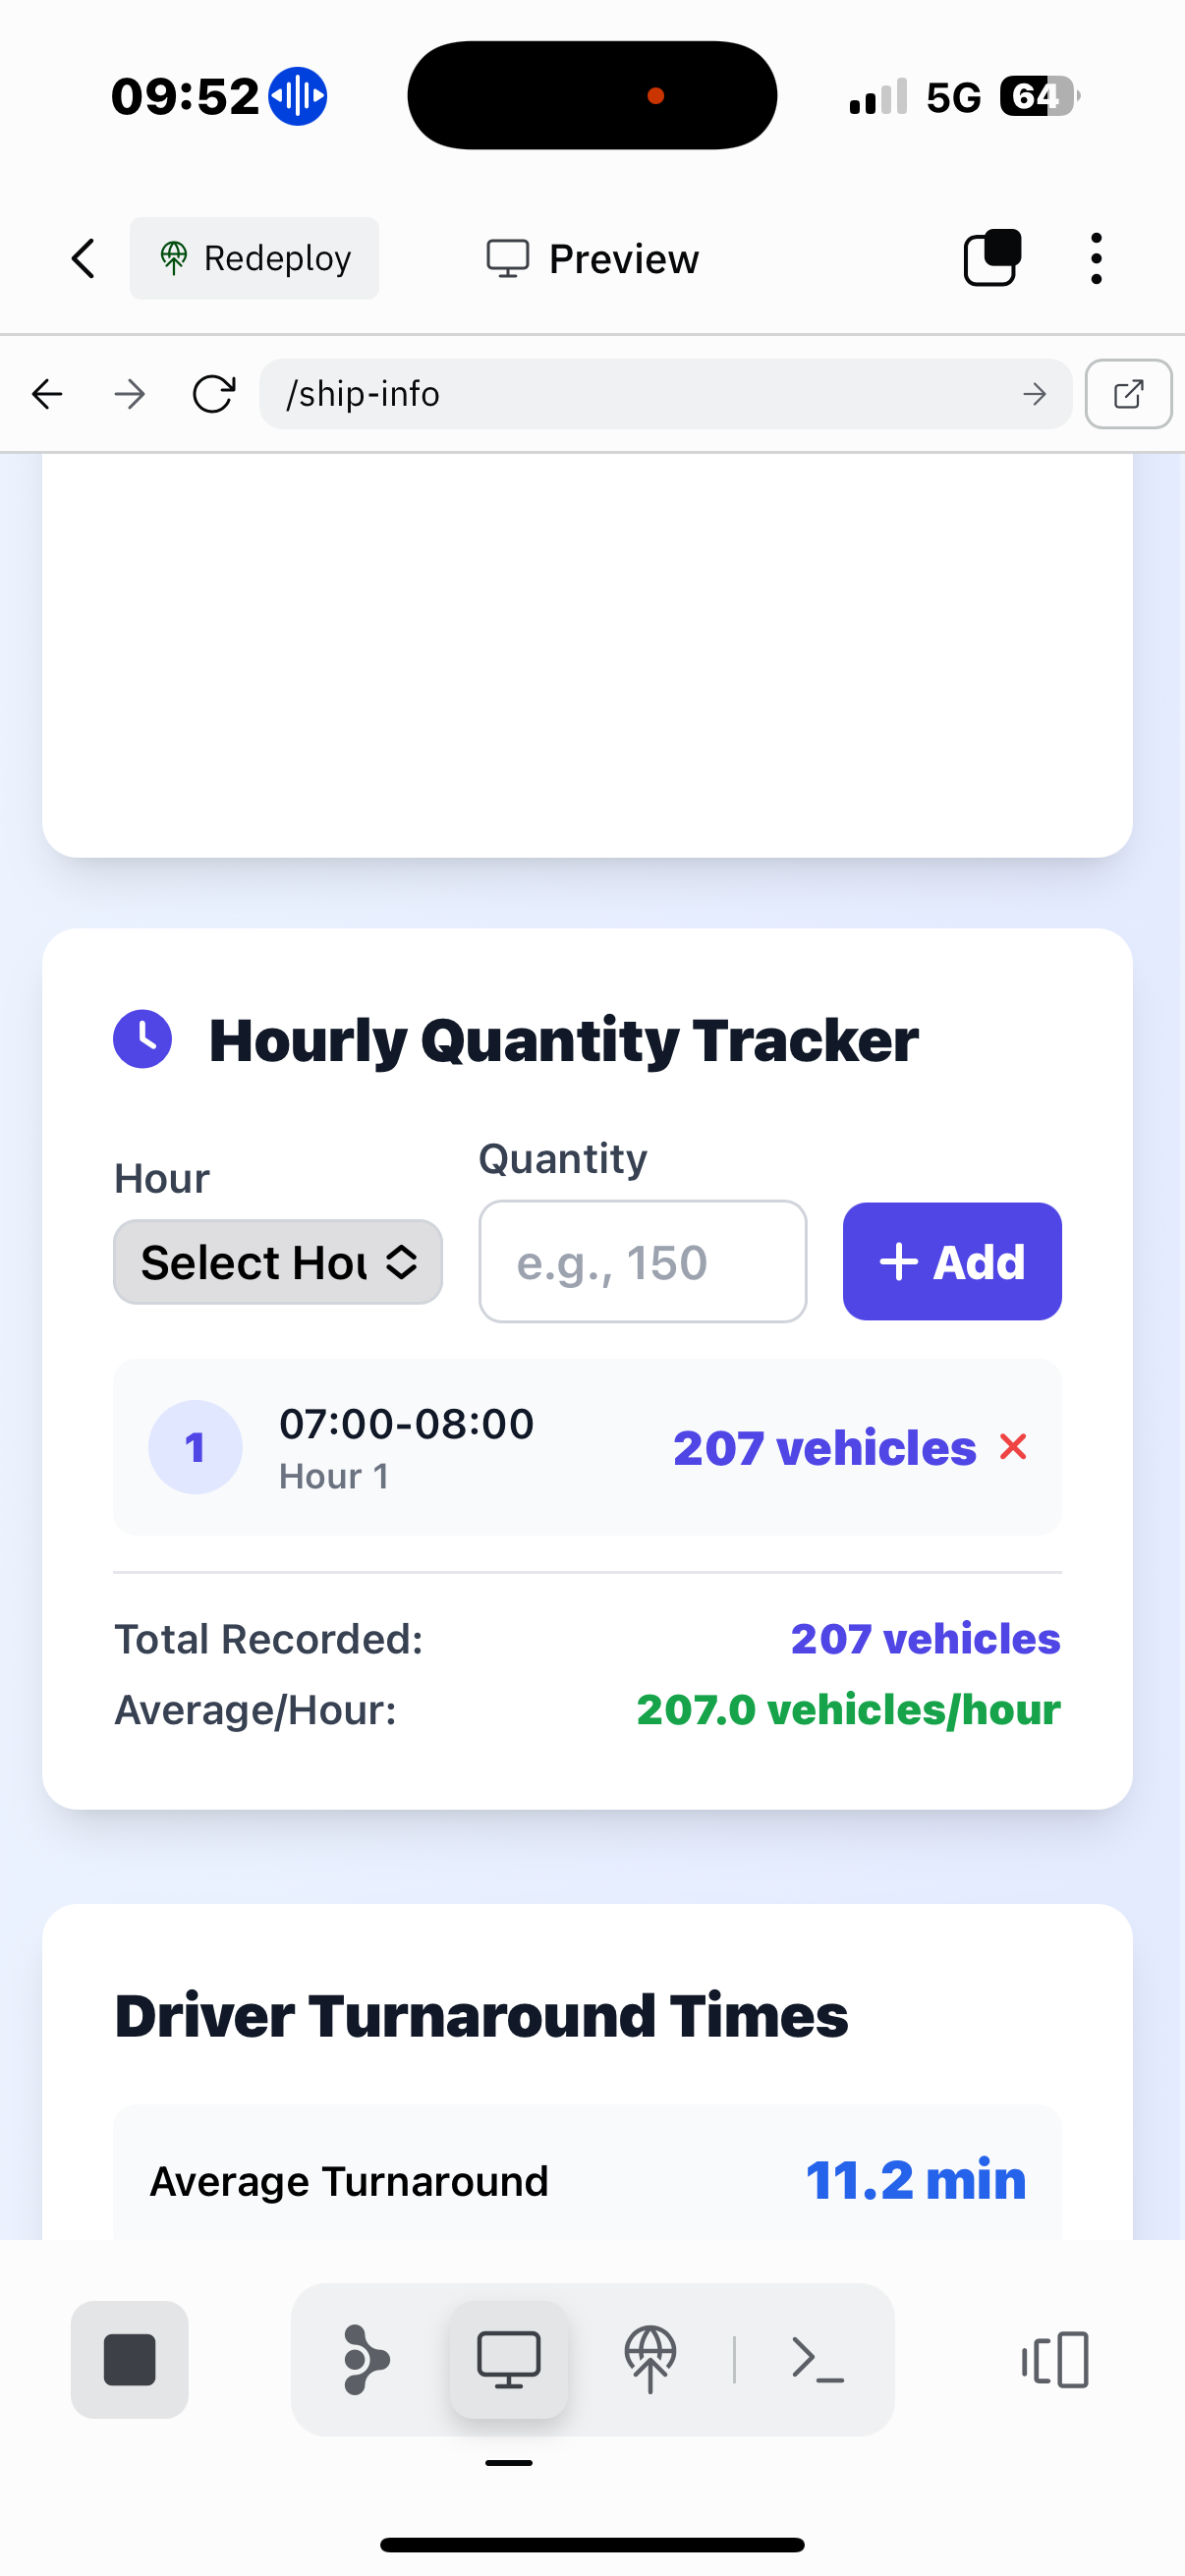 09:52
5G 64
Redeploy
Preview
/ship-info
Hourly Quantity Tracker
Hour
Quantity
Select Hou
e.g., 150
+ Add
1
07:00-08:00
Hour 1
207 vehicles
Total Recorded:
207 vehicles
Average/Hour:
207.0 vehicles/hour
Driver Turnaround Times
Average Turnaround
11.2 min